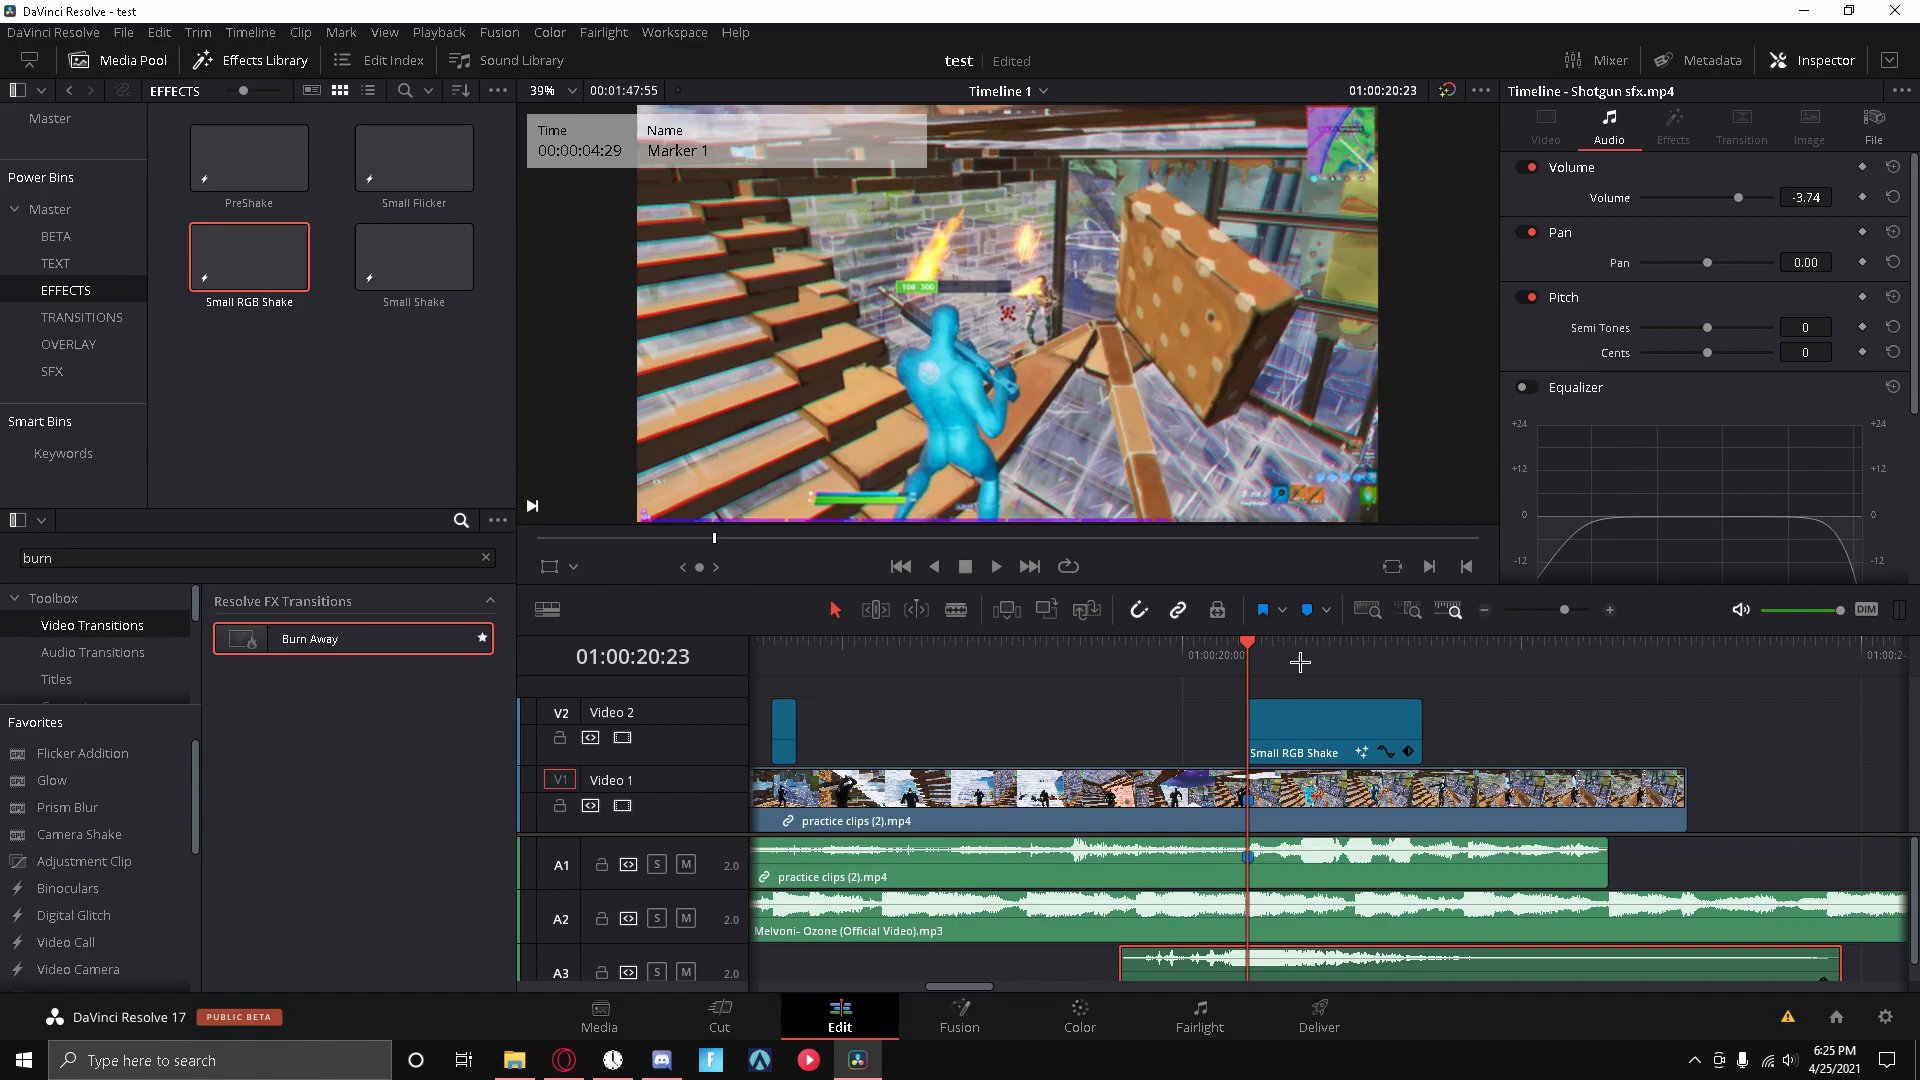 DaVinci Resolve - test
DaVinci Resolve File Edit Trim Timeline Clip Mark View Playback Fusion Color Fairlight Workspace Help
Media Pool Effects Library Edit Index Sound Library test Edited Mixer Metadata Inspector
EFFECTS 39% 00:01:47:55 Timeline 1 01:00:20:23 Timeline - Shotgun sfx.mp4
Master
Power Bins
Master
BETA
TEXT
EFFECTS
TRANSITIONS
OVERLAY
SFX
Smart Bins
Keywords
PreShake Small Flicker
Small RGB Shake Small Shake
Time Name
00:00:04:29 Marker 1
108 300
Video Audio Effects Transition Image File
Volume
Volume -3.74
Pan
Pan 0.00
Pitch
Semi Tones 0
Cents 0
Equalizer
+24 +24
+12 +12
0 0
-12 -12
burn
Toolbox
Video Transitions
Audio Transitions
Titles
Resolve FX Transitions
Burn Away
Favorites
Flicker Addition
Glow
Prism Blur
Camera Shake
Adjustment Clip
Binoculars
Digital Glitch
Video Call
Video Camera
DIM
01:00:20:23 01:00:20:00 01:00:2
V2 Video 2
Small RGB Shake
V1 Video 1
practice clips (2).mp4
A1 S M 2.0
practice clips (2).mp4
A2 S M 2.0
Melvoni- Ozone (Official Video).mp3
A3 S M 2.0
DaVinci Resolve 17 PUBLIC BETA
Media Cut Edit Fusion Color Fairlight Deliver
Type here to search
6:25 PM
4/25/2021